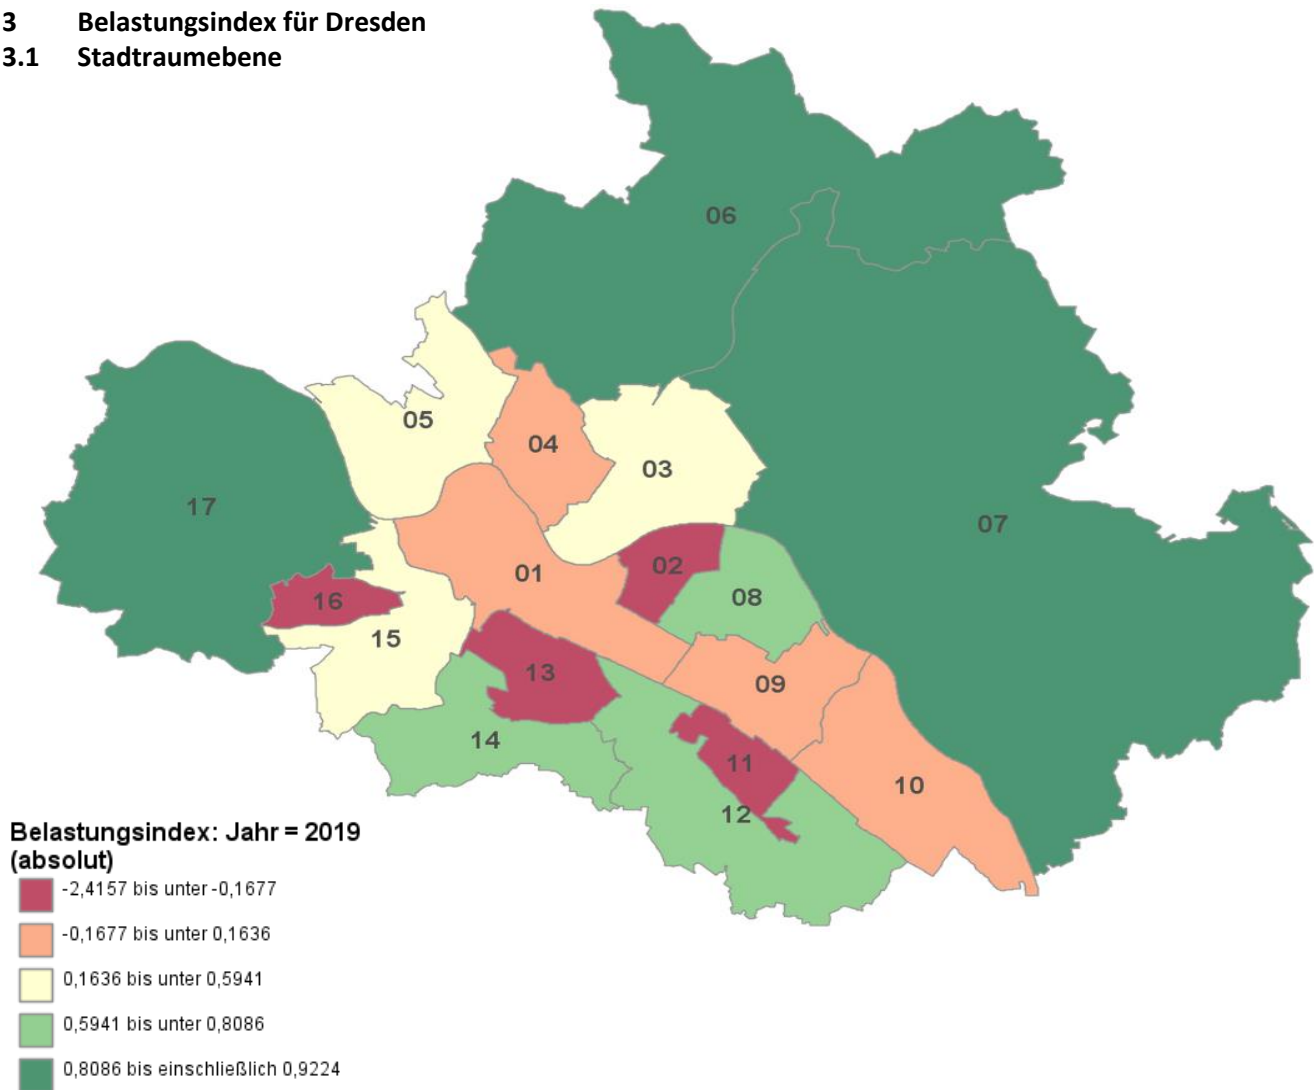 3 Belastungsindex für Dresden
3.1 Stadtraumebene
06
05
04
03
17
07
01
02
08
16
15
13
09
14
11
10
12
Belastungsindex: Jahr = 2019
(absolut)
-2,4157 bis unter -0,1677
-0,1677 bis unter 0,1636
0,1636 bis unter 0,5941
0,5941 bis unter 0,8086
0,8086 bis einschließlich 0,9224